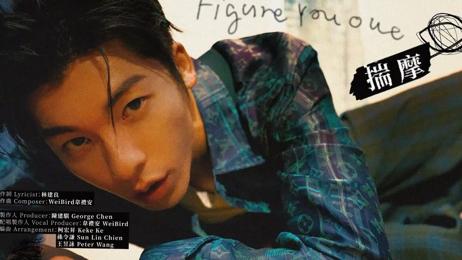 Figure You out
揣摩
作詞 Lyricist：林建良
作曲 Composer：WeiBird韋禮安
製作人 Producer：陳建騏 George Chen
配唱製作人 Vocal Producer：韋禮安 WeiBird
編曲 Arrangement：柯宏昇 Keke Ke
孫令謙 Sun Lin Chien
王昱泳 Peter Wang